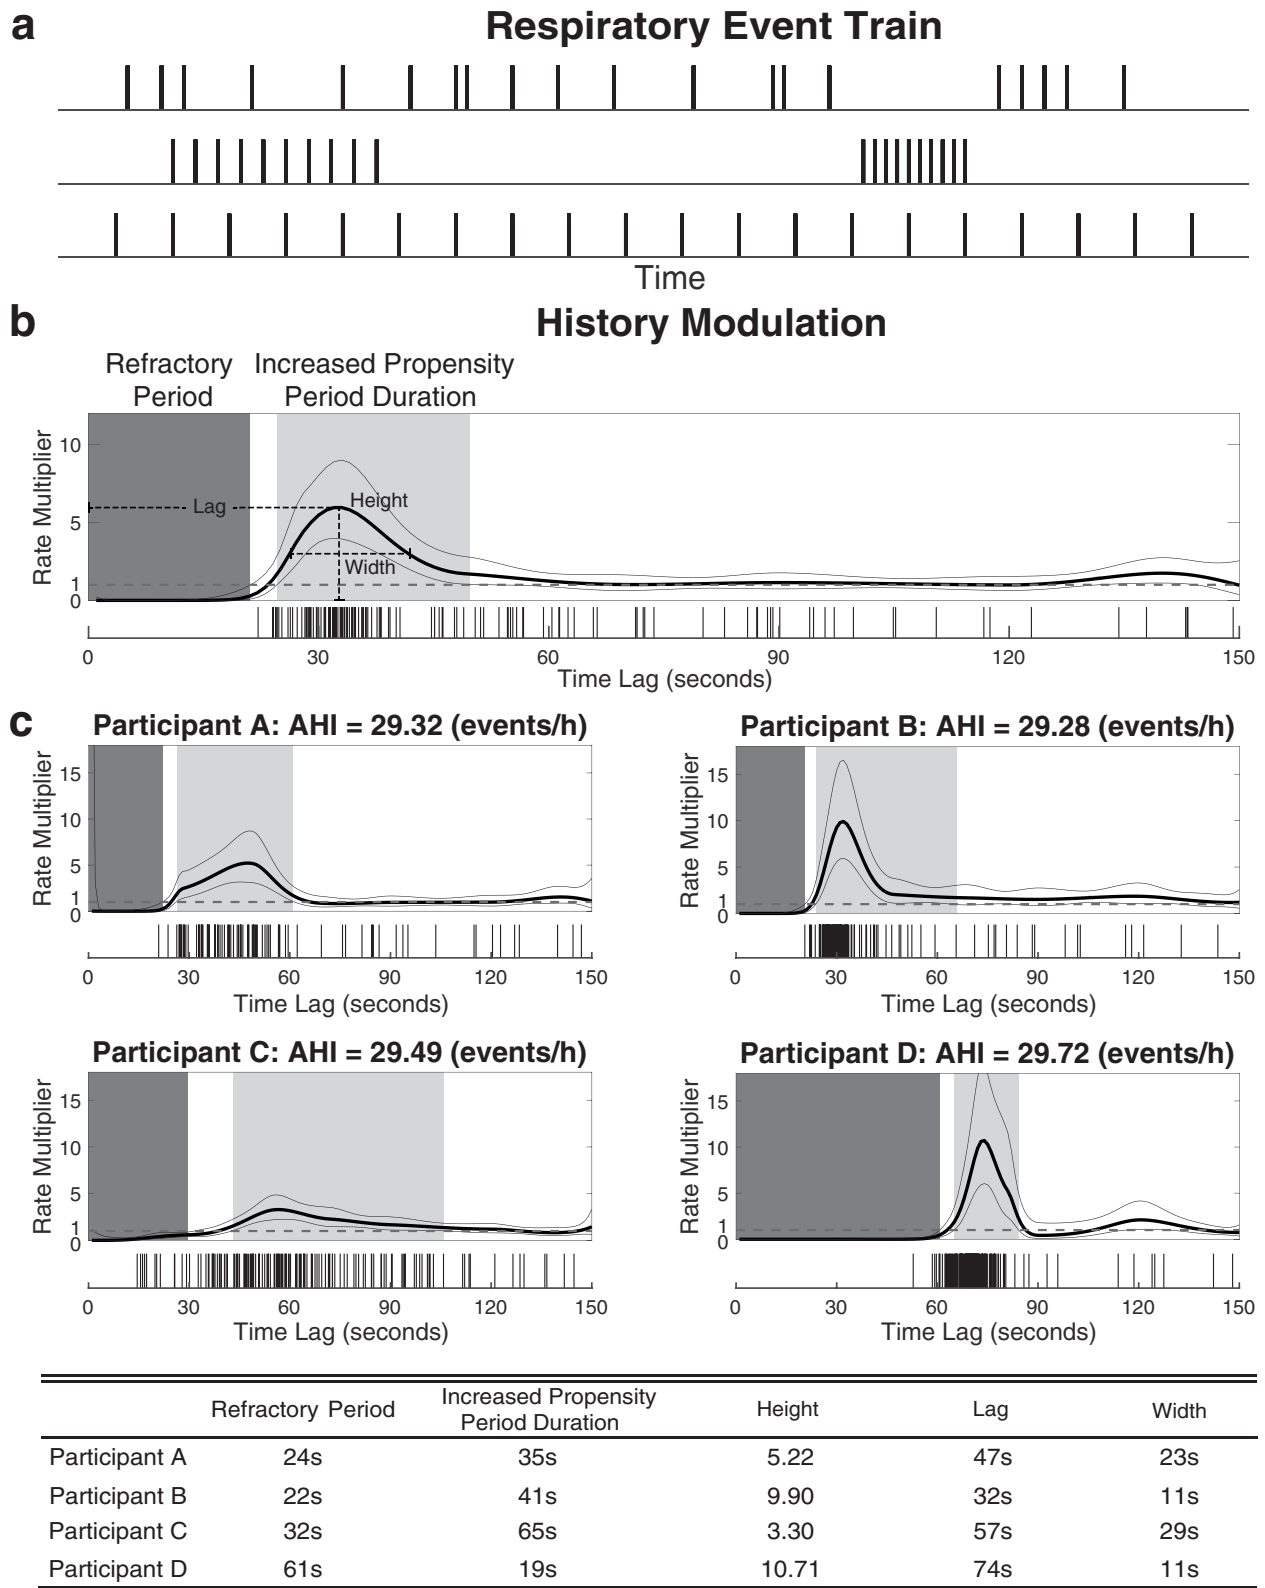 a
Respiratory Event Train
Time
b
History Modulation
Refractory Period
Increased Propensity Period Duration
Rate Multiplier
10
5
1
0
Lag
Height
Width
0 30 60 90 120 150
Time Lag (seconds)
c
Participant A: AHI = 29.32 (events/h)
Rate Multiplier
15
10
5
1
0
0 30 60 90 120 150
Time Lag (seconds)
Participant B: AHI = 29.28 (events/h)
Rate Multiplier
15
10
5
1
0
0 30 60 90 120 150
Time Lag (seconds)
Participant C: AHI = 29.49 (events/h)
Rate Multiplier
15
10
5
1
0
0 30 60 90 120 150
Time Lag (seconds)
Participant D: AHI = 29.72 (events/h)
Rate Multiplier
15
10
5
1
0
0 30 60 90 120 150
Time Lag (seconds)
Refractory Period Increased Propensity Period Duration Height Lag Width
Participant A 24s 35s 5.22 47s 23s
Participant B 22s 41s 9.90 32s 11s
Participant C 32s 65s 3.30 57s 29s
Participant D 61s 19s 10.71 74s 11s